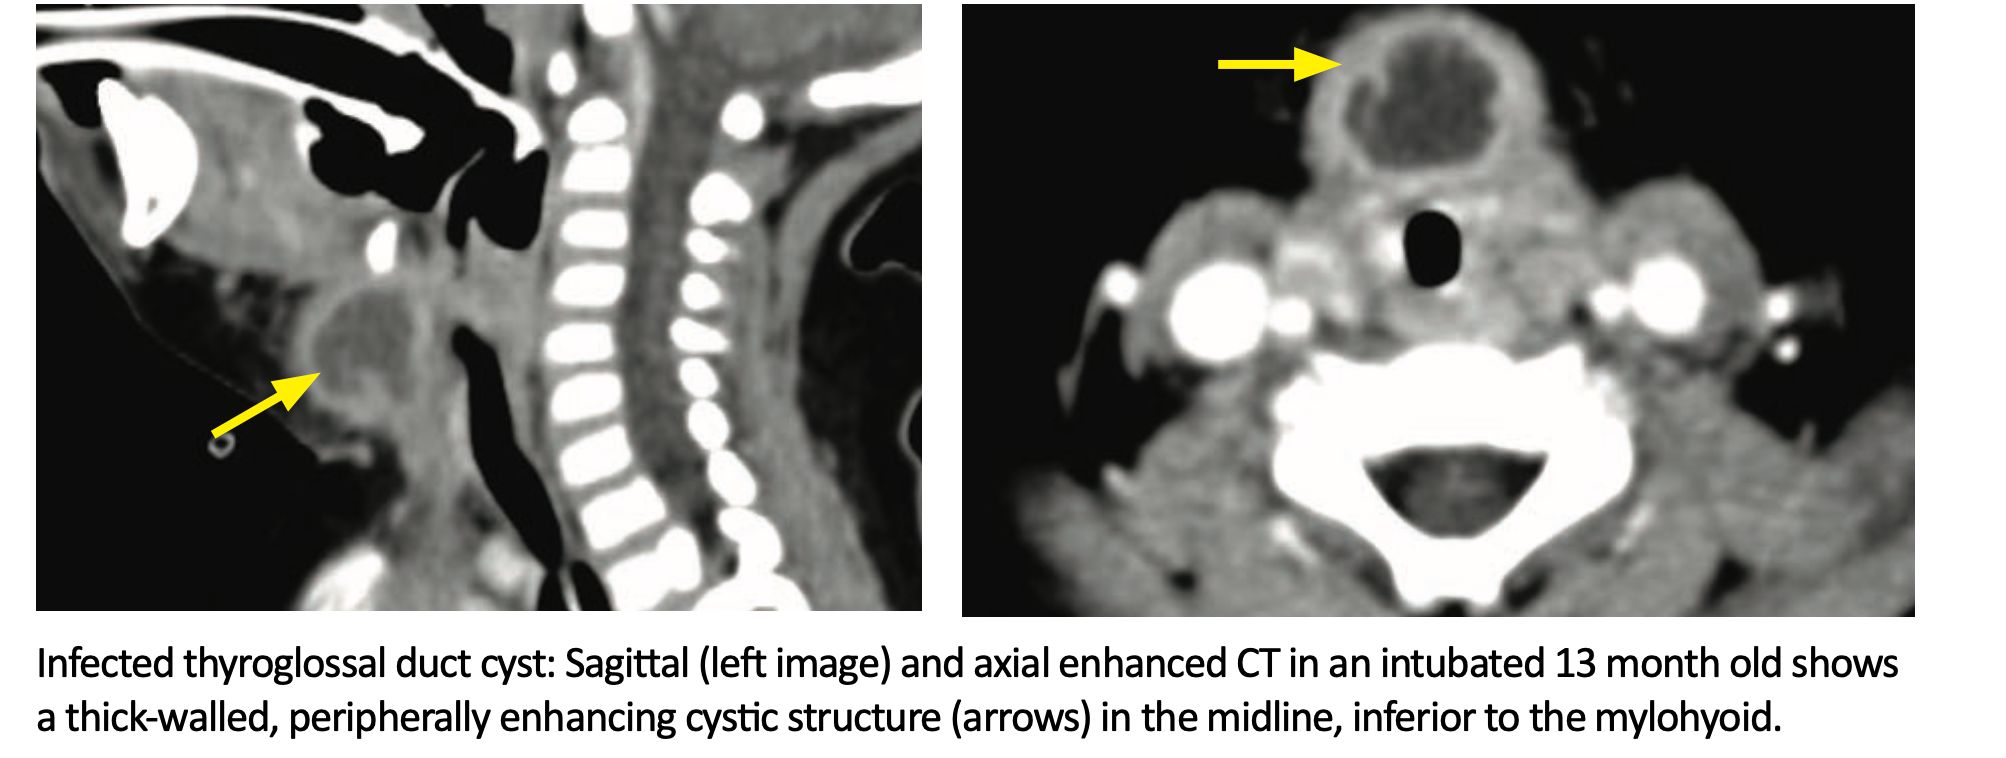 Infected thyroglossal duct cyst: Sagittal (left image) and axial enhanced CT in an intubated 13 month old shows
a thick-walled, peripherally enhancing cystic structure (arrows) in the midline, inferior to the mylohyoid.